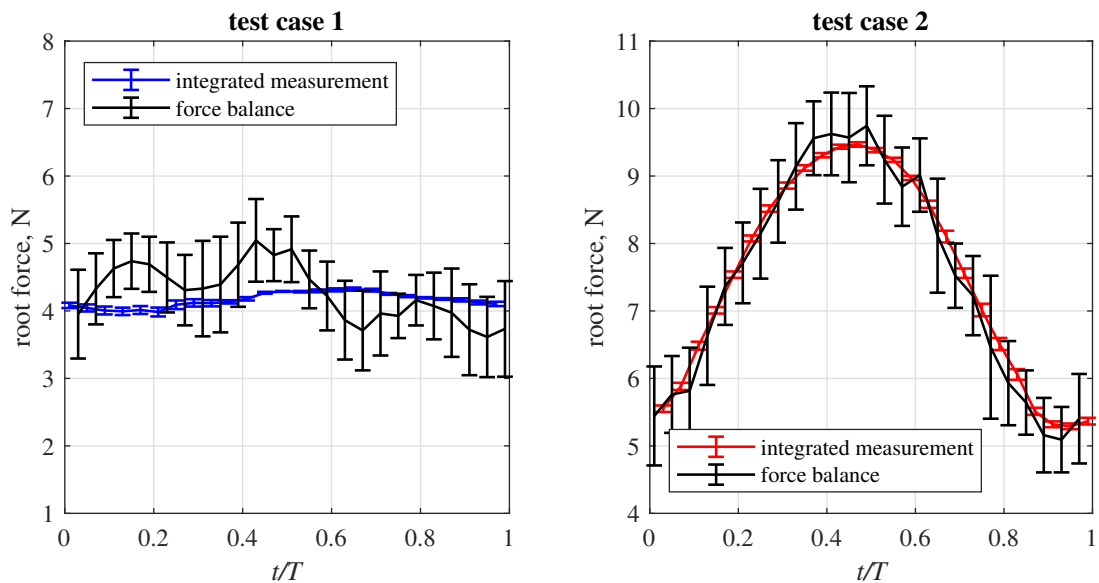 test case 1
8
7
6
5
4
3
2
1
root force, N
integrated measurement
force balance
0
0.2
0.4
0.6
0.8
1
t/T
test case 2
11
10
9
8
7
6
5
4
root force, N
integrated measurement
force balance
0
0.2
0.4
0.6
0.8
1
t/T